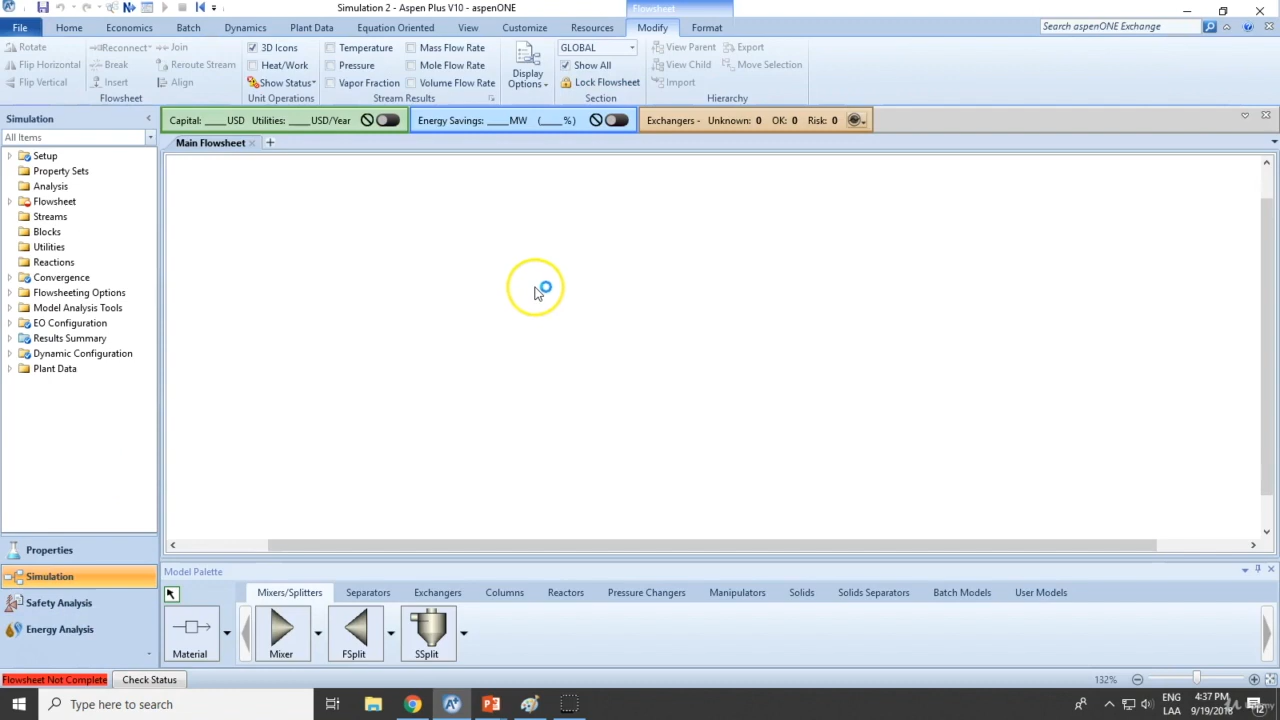 Simulation 2 - Aspen Plus V10 - aspenONE
Flowsheet
File Home Economics Batch Dynamics Plant Data Equation Oriented View Customize Resources Modify Format
Search aspenONE Exchange
Rotate Reconnect Join 3D Icons Temperature Mass Flow Rate GLOBAL View Parent Export
Flip Horizontal Break Reroute Stream Heat/Work Pressure Mole Flow Rate Display Show All View Child Move Selection
Flip Vertical Insert Align Show Status Vapor Fraction Volume Flow Rate Options Lock Flowsheet Import
Flowsheet Unit Operations Stream Results Section Hierarchy
Simulation
Capital: ____ USD Utilities: ____ USD/Year Energy Savings: ____ MW (____%) Exchangers - Unknown: 0 OK: 0 Risk: 0
All Items
Main Flowsheet
Setup
Property Sets
Analysis
Flowsheet
Streams
Blocks
Utilities
Reactions
Convergence
Flowsheeting Options
Model Analysis Tools
EO Configuration
Results Summary
Dynamic Configuration
Plant Data
Properties
Simulation
Safety Analysis
Energy Analysis
Model Palette
Mixers/Splitters Separators Exchangers Columns Reactors Pressure Changers Manipulators Solids Solids Separators Batch Models User Models
Material Mixer FSplit SSplit
Flowsheet Not Complete Check Status 132%
Type here to search
ENG 4:37 PM
LAA